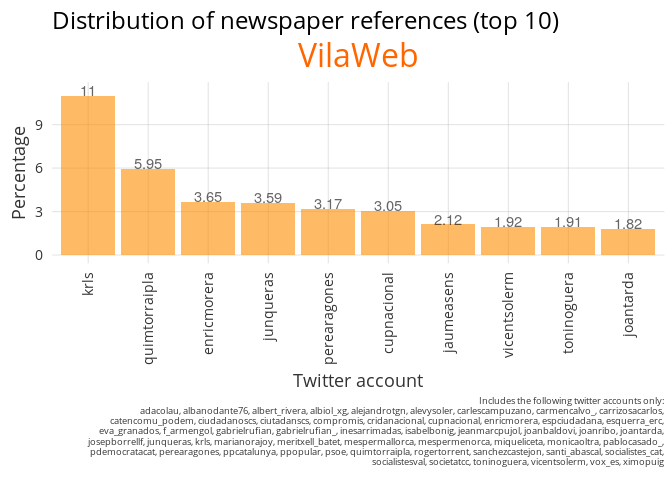 Distribution of newspaper references (top 10)
VilaWeb
Percentage
9
6
3
0
11
5.95
3.65
3.59
3.17
3.05
2.12
1.92
1.91
1.82
krls
quimtorraipla
enricmorera
junqueras
perearagones
cupnacional
jaumeasens
vicentsolerm
toninoguera
joantarda
Twitter account
Includes the following twitter accounts only:
adacolau, albanodante76, albert_rivera, albiol_xg, alejandrotgn, alevysoler, carlescampuzano, carmencalvo_, carrizosacarlos,
catencomu_podem, ciudadanoscs, ciutadanscs, compromis, cridanacional, cupnacional, enricmorera, espciudadana, esquerra_erc,
eva_granados, f_armengol, gabrielrufian, gabrielrufian_, inesarrimadas, isabelbonig, jeanmarcpujol, joanbaldovi, joanribo, joantarda,
josepborrellf, junqueras, krls, marianorajoy, meritxell_batet, mespermallorca, mespermenorca, miqueliceta, monicaoltra, pablocasado_,
pdemocratacat, perearagones, ppcatalunya, ppopular, psoe, quimtorraipla, rogertorrent, sanchezcastejon, santi_abascal, socialistes_cat,
socialistesval, societatcc, toninoguera, vicentsolerm, vox_es, ximopuig